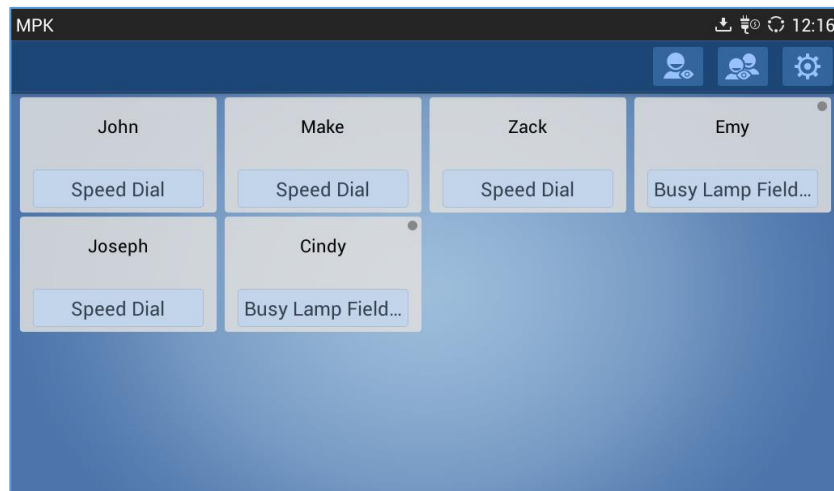 MPK 12:16
John Make Zack Emy
Speed Dial Speed Dial Speed Dial Busy Lamp Field...
Joseph Cindy
Speed Dial Busy Lamp Field...